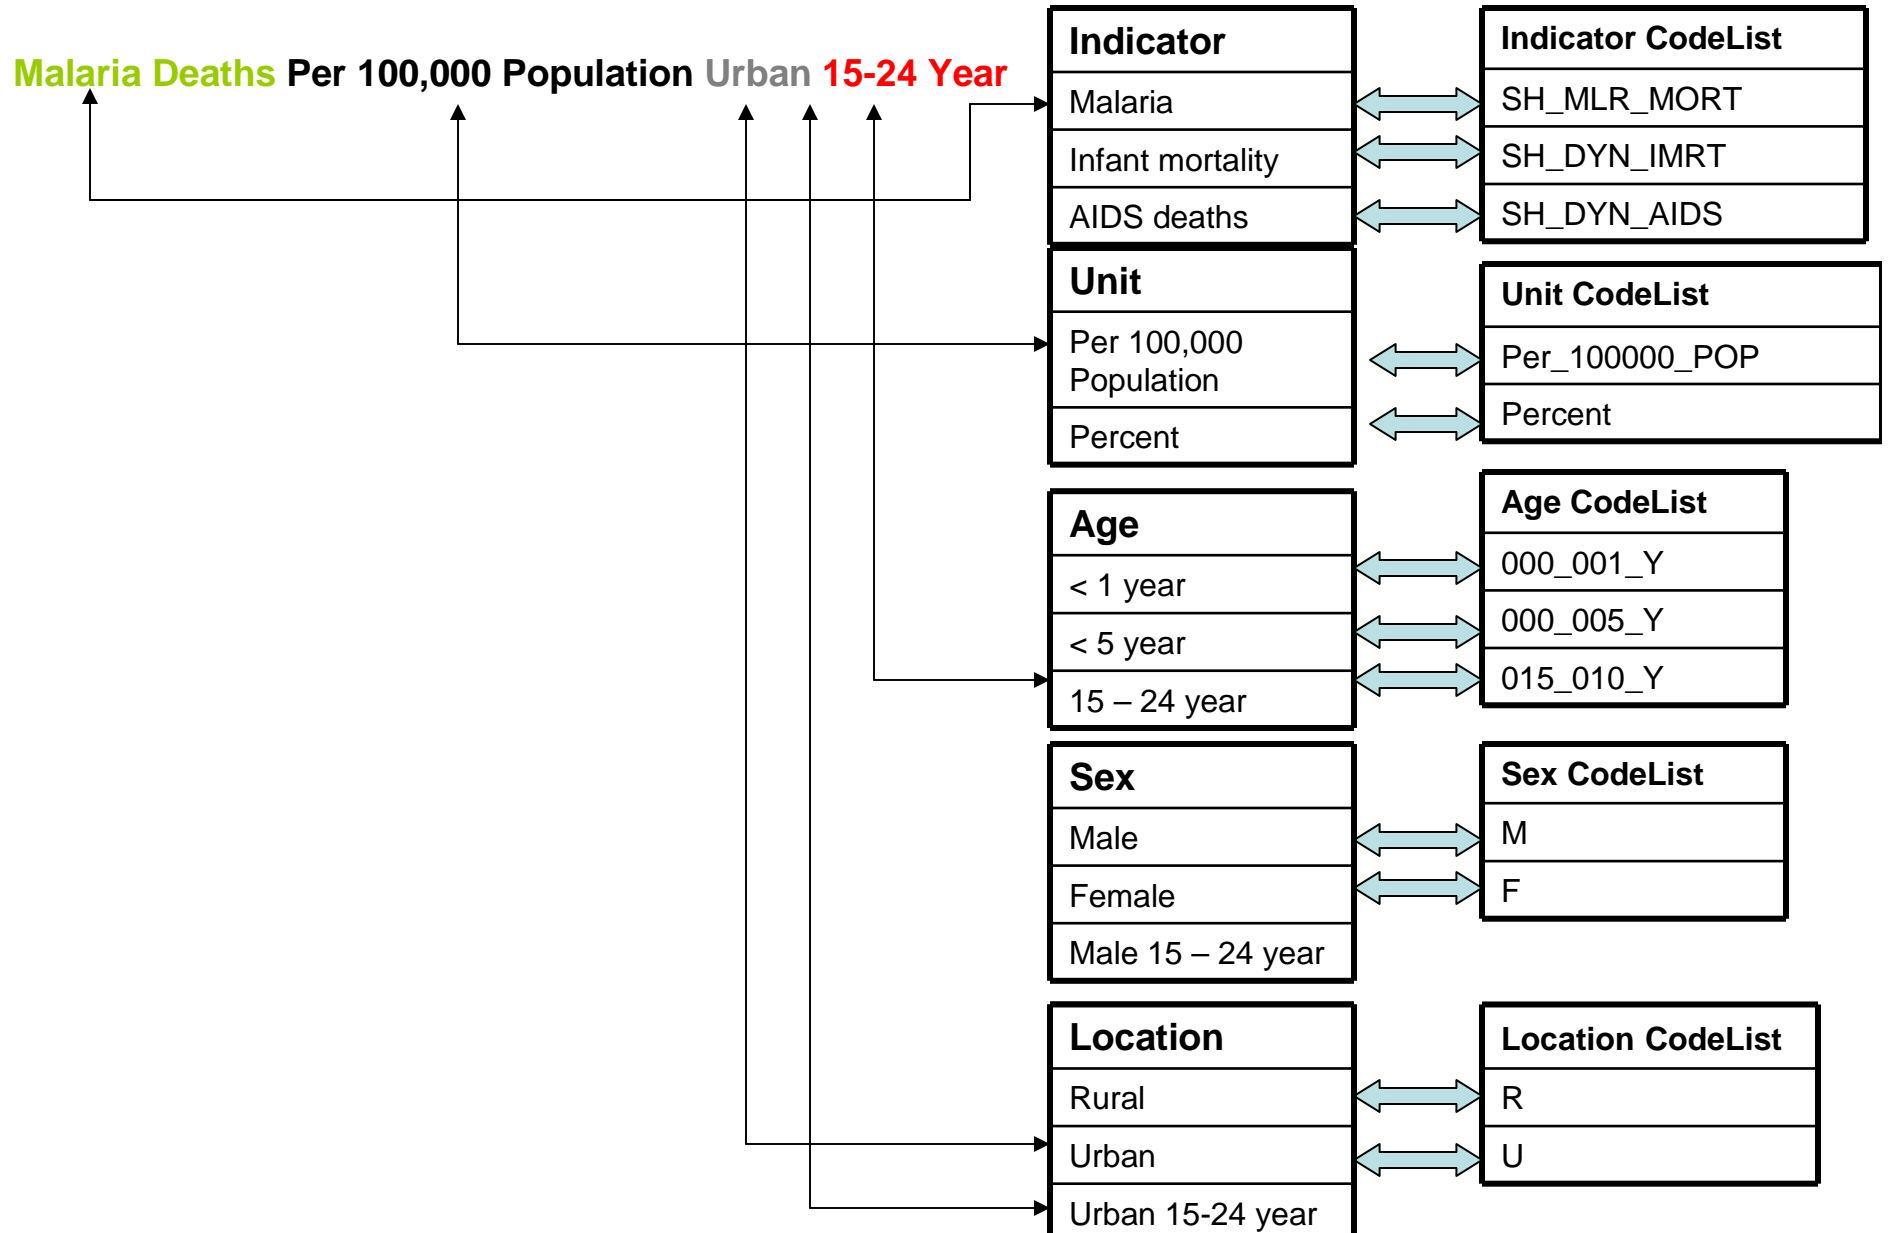 Malaria Deaths Per 100,000 Population Urban 15-24 Year
Indicator
Malaria
Infant mortality
AIDS deaths
Indicator CodeList
SH_MLR_MORT
SH_DYN_IMRT
SH_DYN_AIDS
Unit
Per 100,000
Population
Percent
Unit CodeList
Per_100000_POP
Percent
Age
< 1 year
< 5 year
15 – 24 year
Age CodeList
000_001_Y
000_005_Y
015_010_Y
Sex
Male
Female
Male 15 – 24 year
Sex CodeList
M
F
Location
Rural
Urban
Urban 15-24 year
Location CodeList
R
U